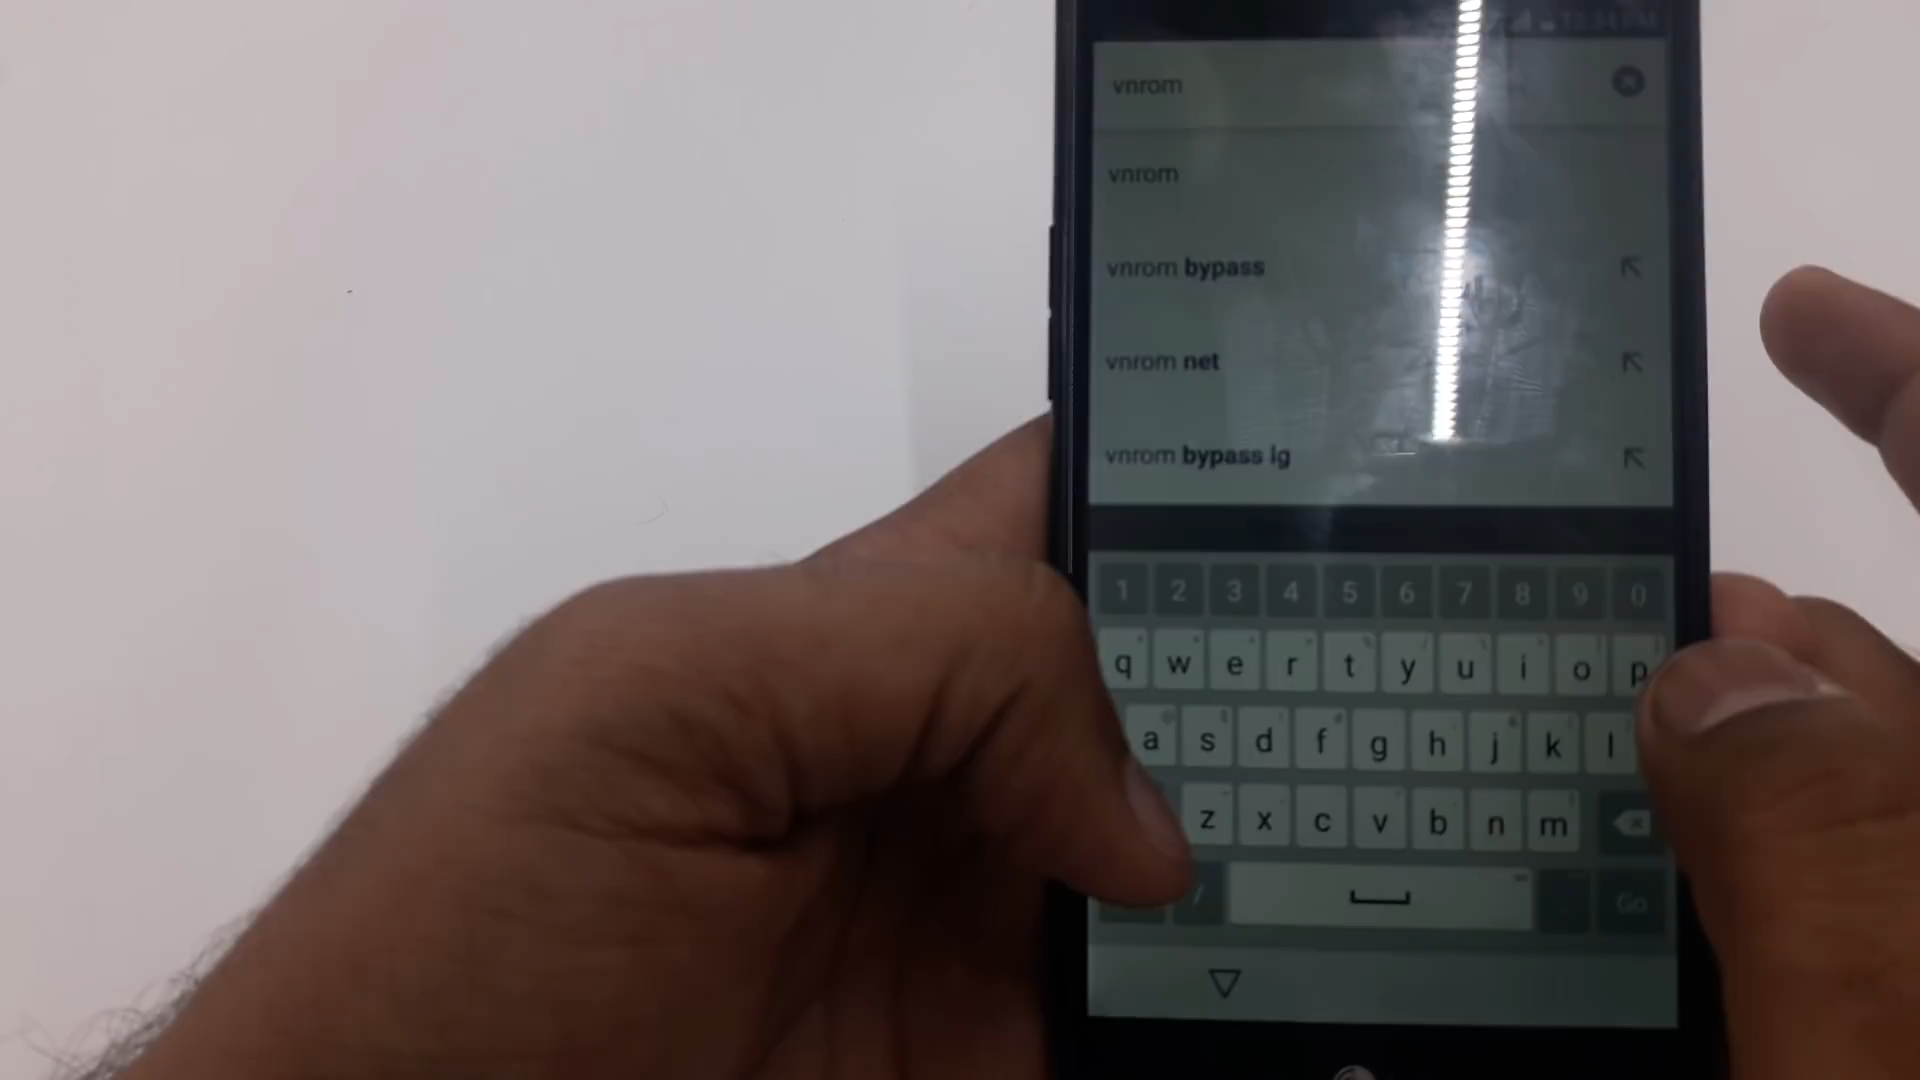 vnrom
vnrom
vnrom bypass
vnrom net
vnrom bypass lg
1 2 3 4 5 6 7 8 9 0
q w e r t y u i o p
a s d f g h j k l
z x c v b n m
/ Go